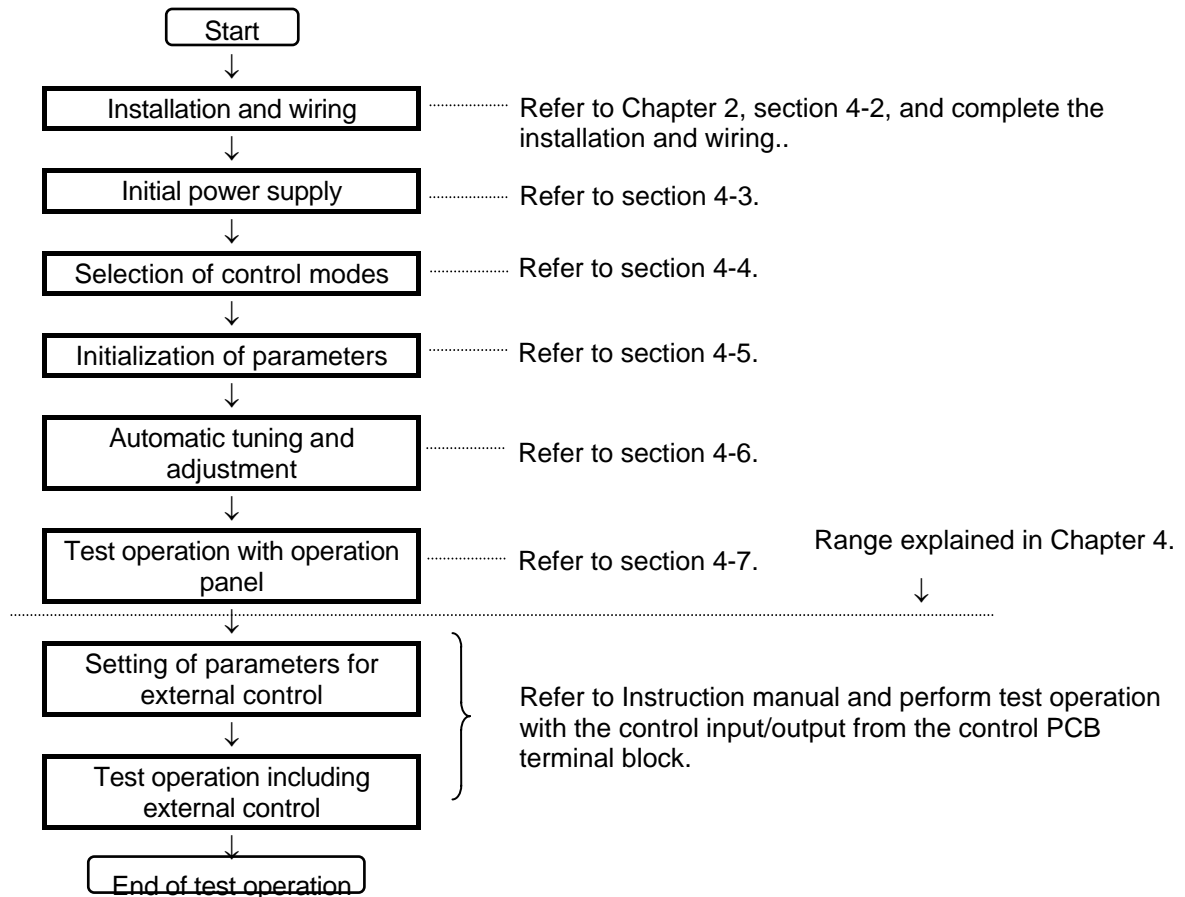 Start
↓
Installation and wiring
Refer to Chapter 2, section 4-2, and complete the
installation and wiring..
↓
Initial power supply
Refer to section 4-3.
↓
Selection of control modes
Refer to section 4-4.
↓
Initialization of parameters
Refer to section 4-5.
↓
Automatic tuning and
adjustment
Refer to section 4-6.
↓
Test operation with operation
panel
Refer to section 4-7.
Range explained in Chapter 4.
↓
↓
Setting of parameters for
external control
Refer to Instruction manual and perform test operation
with the control input/output from the control PCB
terminal block.
↓
Test operation including
external control
↓
End of test operation